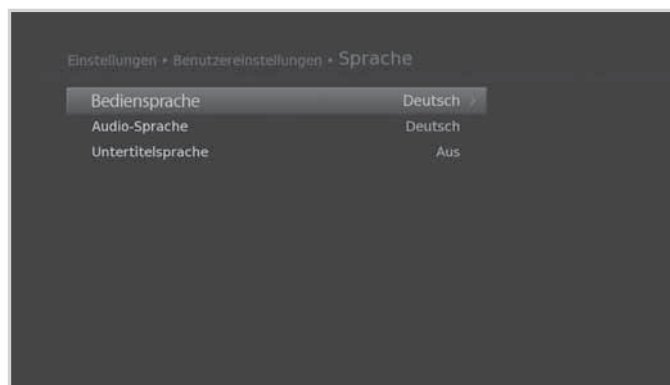 Einstellungen • Benutzereinstellungen • Sprache
Bediensprache Deutsch
Audio-Sprache Deutsch
Untertitelsprache Aus